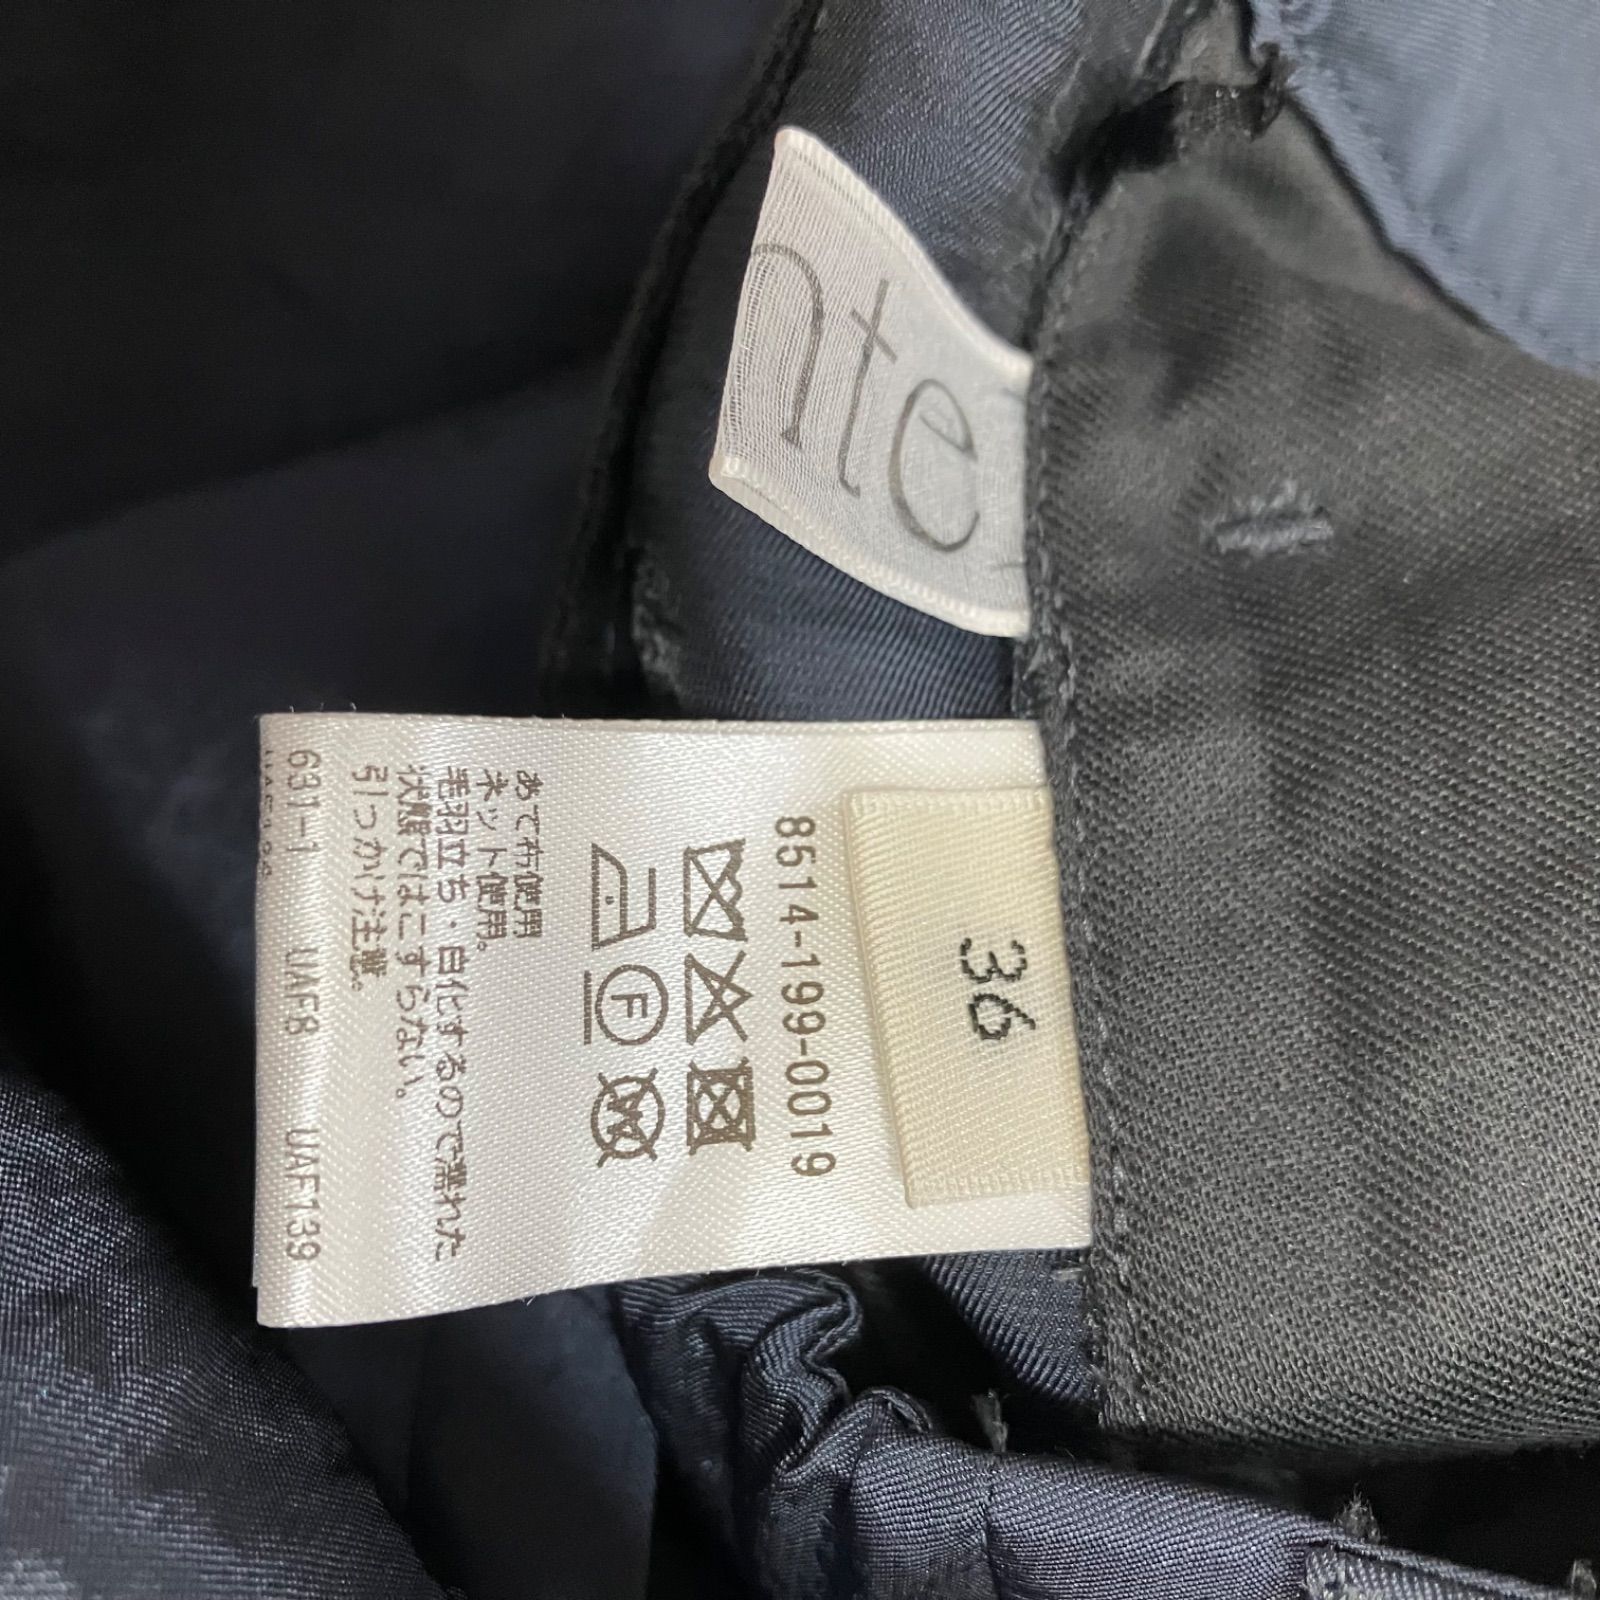 nte
36
8514-199-0019
F
W
あて布使用
ネット使用。
毛羽立ち・白化するので濡れた
状態ではこすらない。
引っかけ注意。
631-1 UAF8 UAF139